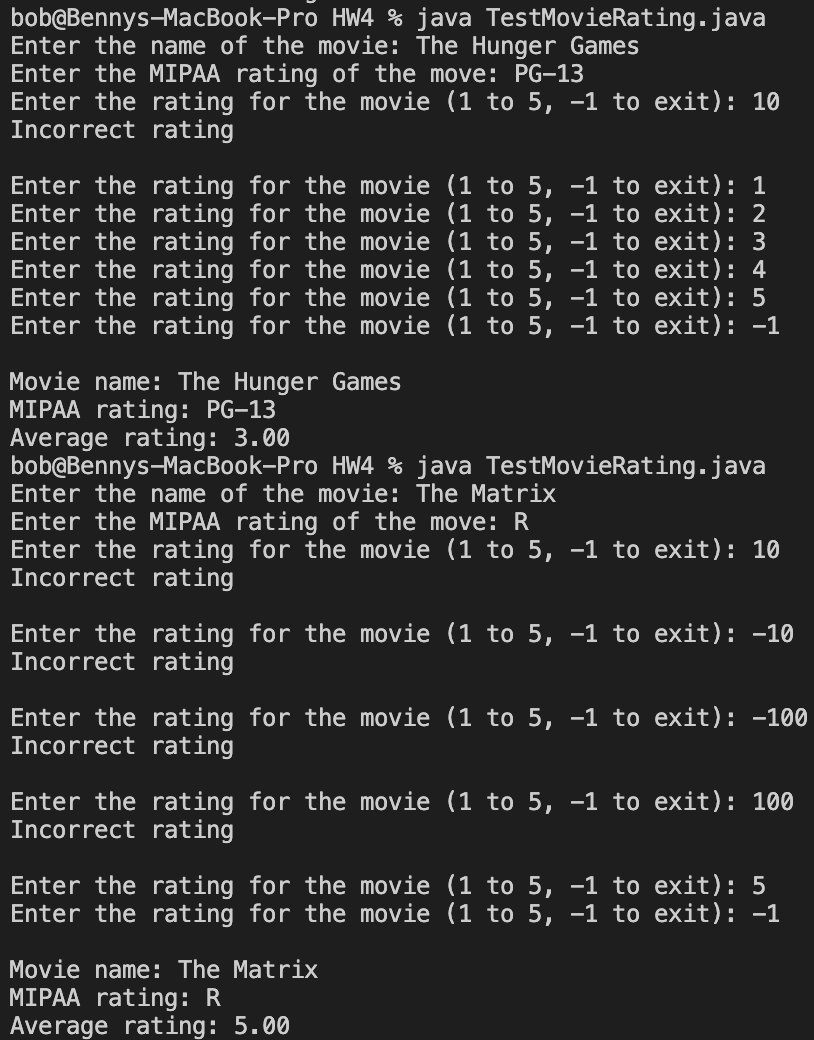 bob@Bennys-MacBook-Pro HW4 % java TestMovieRating.java
Enter the name of the movie: The Hunger Games
Enter the MIPAA rating of the move: PG-13
Enter the rating for the movie (1 to 5, -1 to exit): 10
Incorrect rating
Enter the rating for the movie (1 to 5, -1 to exit): 1
Enter the rating for the movie (1 to 5, -1 to exit): 2
Enter the rating for the movie (1 to 5, -1 to exit): 3
Enter the rating for the movie (1 to 5, -1 to exit): 4
Enter the rating for the movie (1 to 5, -1 to exit): 5
Enter the rating for the movie (1 to 5, -1 to exit): -1
Movie name: The Hunger Games
MIPAA rating: PG-13
Average rating: 3.00
bob@Bennys-MacBook-Pro HW4 % java TestMovieRating.java
Enter the name of the movie: The Matrix
Enter the MIPAA rating of the move: R
Enter the rating for the movie (1 to 5, -1 to exit): 10
Incorrect rating
Enter the rating for the movie (1 to 5, -1 to exit): -10
Incorrect rating
Enter the rating for the movie (1 to 5, -1 to exit): -100
Incorrect rating
Enter the rating for the movie (1 to 5, -1 to exit): 100
Incorrect rating
Enter the rating for the movie (1 to 5, -1 to exit): 5
Enter the rating for the movie (1 to 5, -1 to exit): -1
Movie name: The Matrix
MIPAA rating: R
Average rating: 5.00